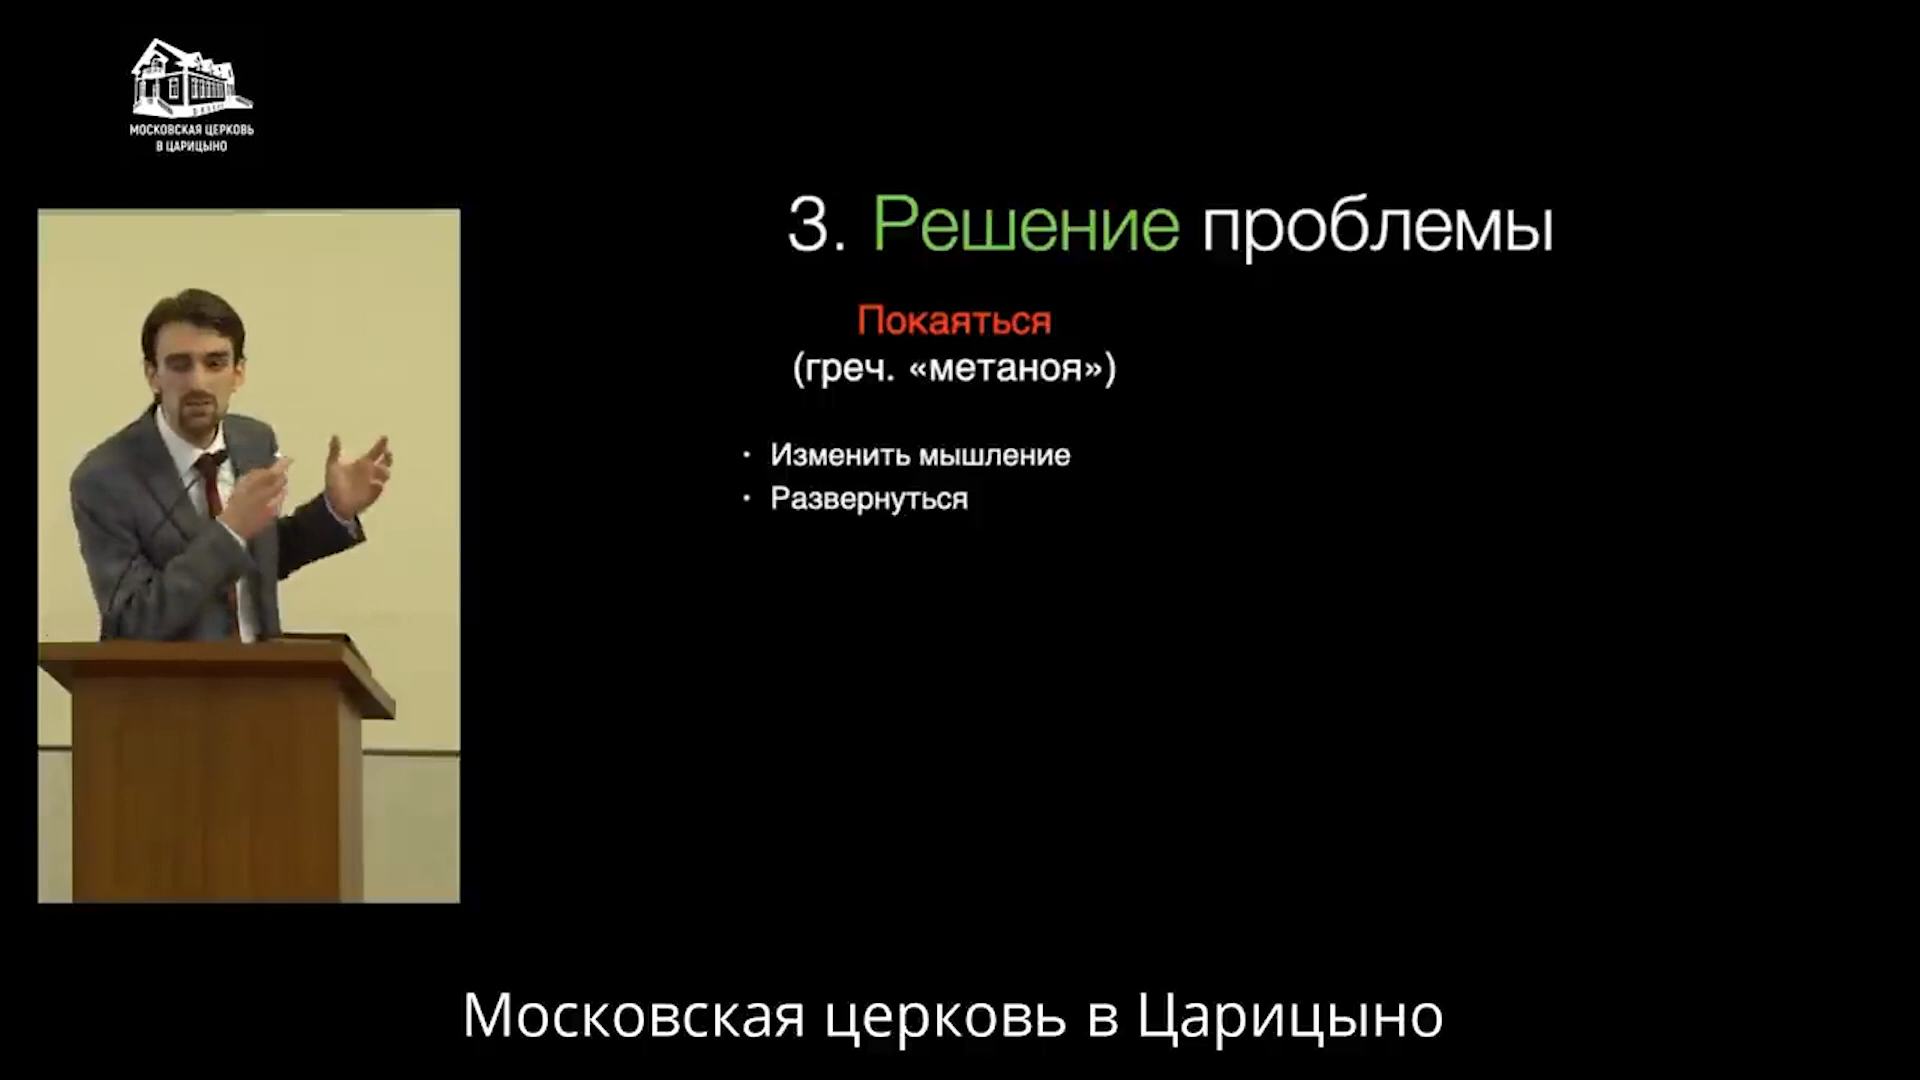 МОСКОВСКАЯ ЦЕРКОВЬ
В ЦАРИЦЫНО
3. Решение проблемы
Покаяться
(греч. «метаноя»)
· Изменить мышление
· Развернуться
Московская церковь в Царицыно